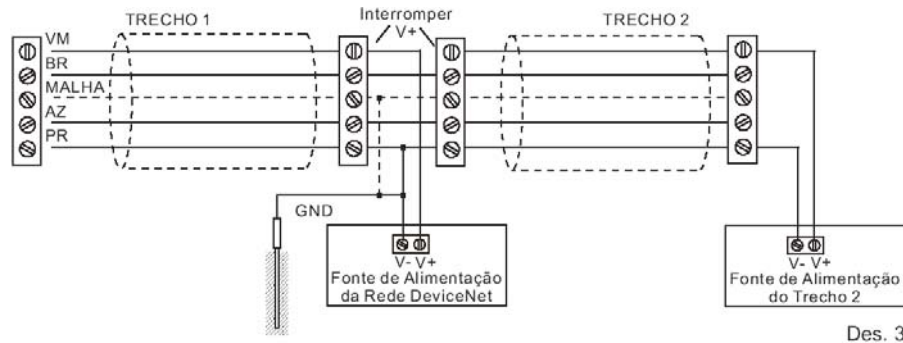 TRECHO 1
Interromper
V+
TRECHO 2
VM
BR
MALHA
AZ
PR
GND
V- V+
Fonte de Alimentação
da Rede DeviceNet
V- V+
Fonte de Alimentação
do Trecho 2
Des. 3